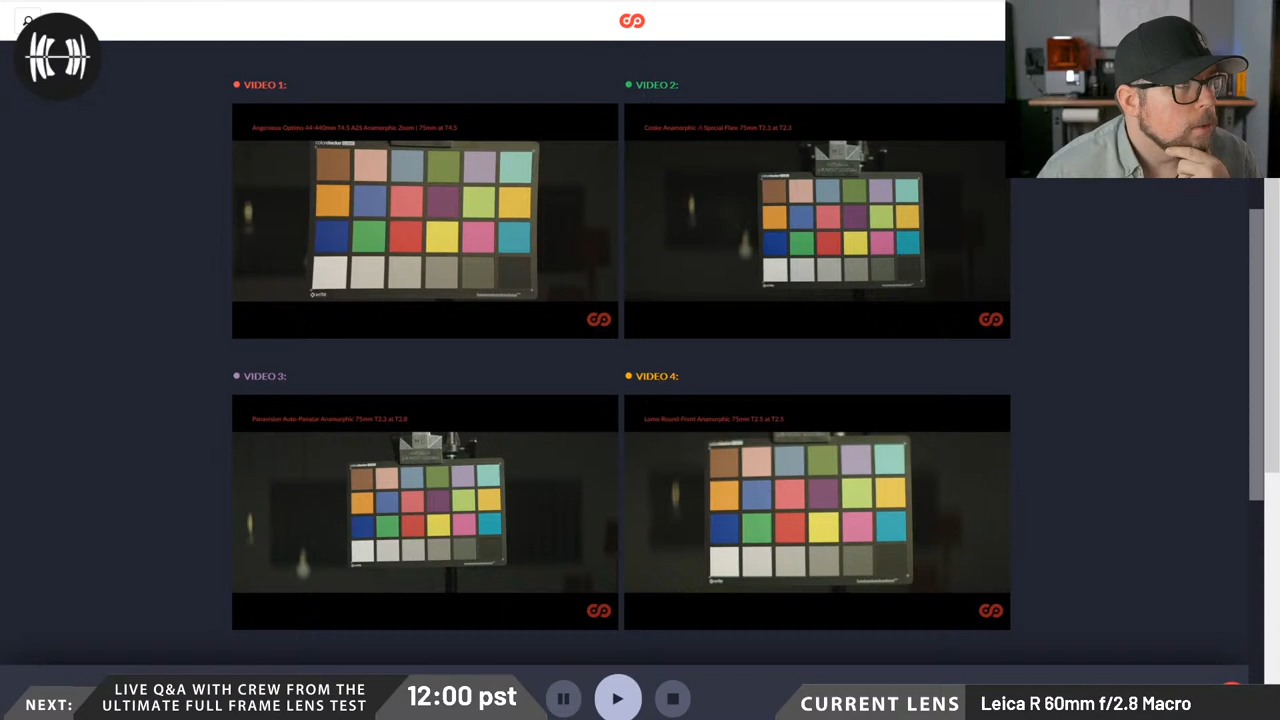 VIDEO 1:
VIDEO 2:
Angenieux Optimo 44-440mm T4.5 A2S Anamorphic Zoom | 75mm at T4.5
Cooke Anamorphic /i Special Flare 75mm T2.3 at T2.3
VIDEO 3:
VIDEO 4:
Panavision Auto-Panatar Anamorphic 75mm T2.3 at T2.8
Lomo Round Front Anamorphic 75mm T2.5 at T2.5
NEXT:
LIVE Q&A WITH CREW FROM THE
ULTIMATE FULL FRAME LENS TEST
12:00 pst
CURRENT LENS
Leica R 60mm f/2.8 Macro